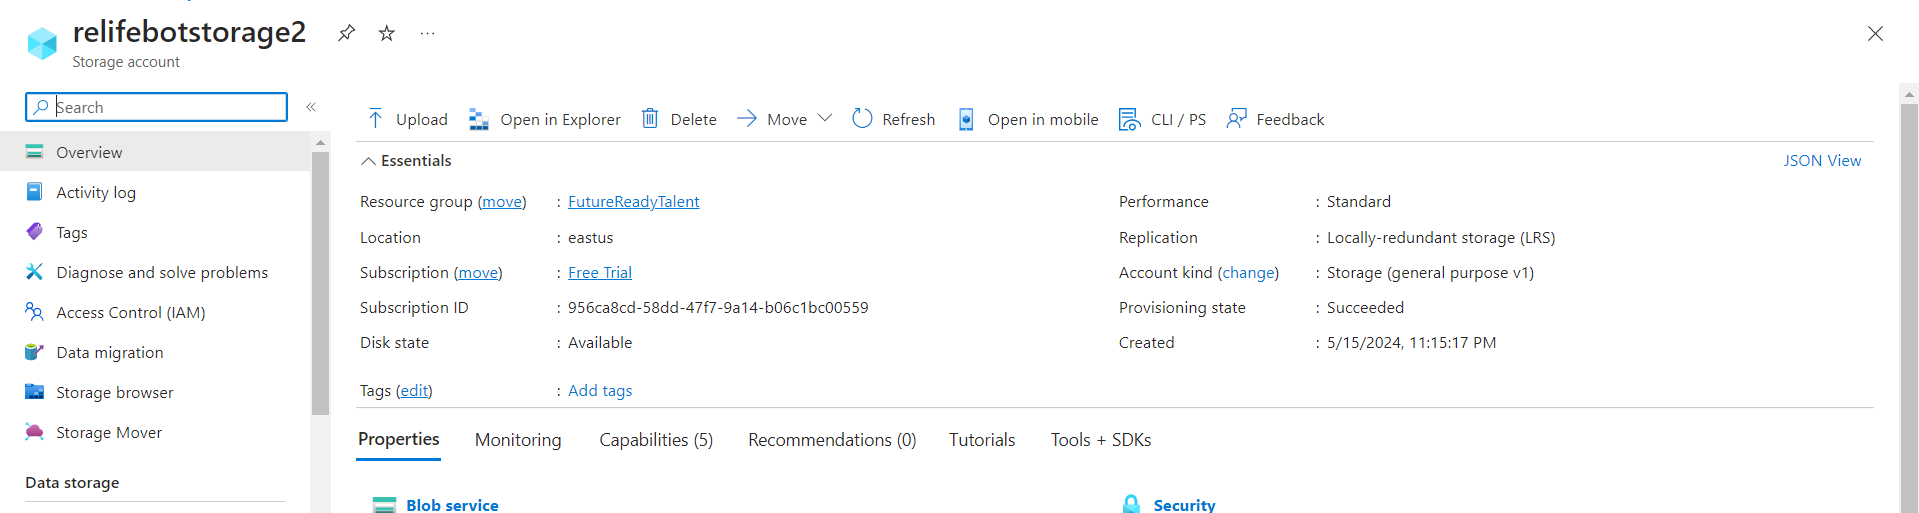 relifebotstorage2
Storage account
Search
Overview
Activity log
Tags
Diagnose and solve problems
Access Control (IAM)
Data migration
Storage browser
Storage Mover
Data storage
Upload Open in Explorer Delete Move Refresh Open in mobile CLI / PS Feedback
Essentials JSON View
Resource group (move) : FutureReadyTalent
Location : eastus
Subscription (move) : Free Trial
Subscription ID : 956ca8cd-58dd-47f7-9a14-b06c1bc00559
Disk state : Available
Performance : Standard
Replication : Locally-redundant storage (LRS)
Account kind (change) : Storage (general purpose v1)
Provisioning state : Succeeded
Created : 5/15/2024, 11:15:17 PM
Tags (edit) : Add tags
Properties Monitoring Capabilities (5) Recommendations (0) Tutorials Tools + SDKs
Blob service Security